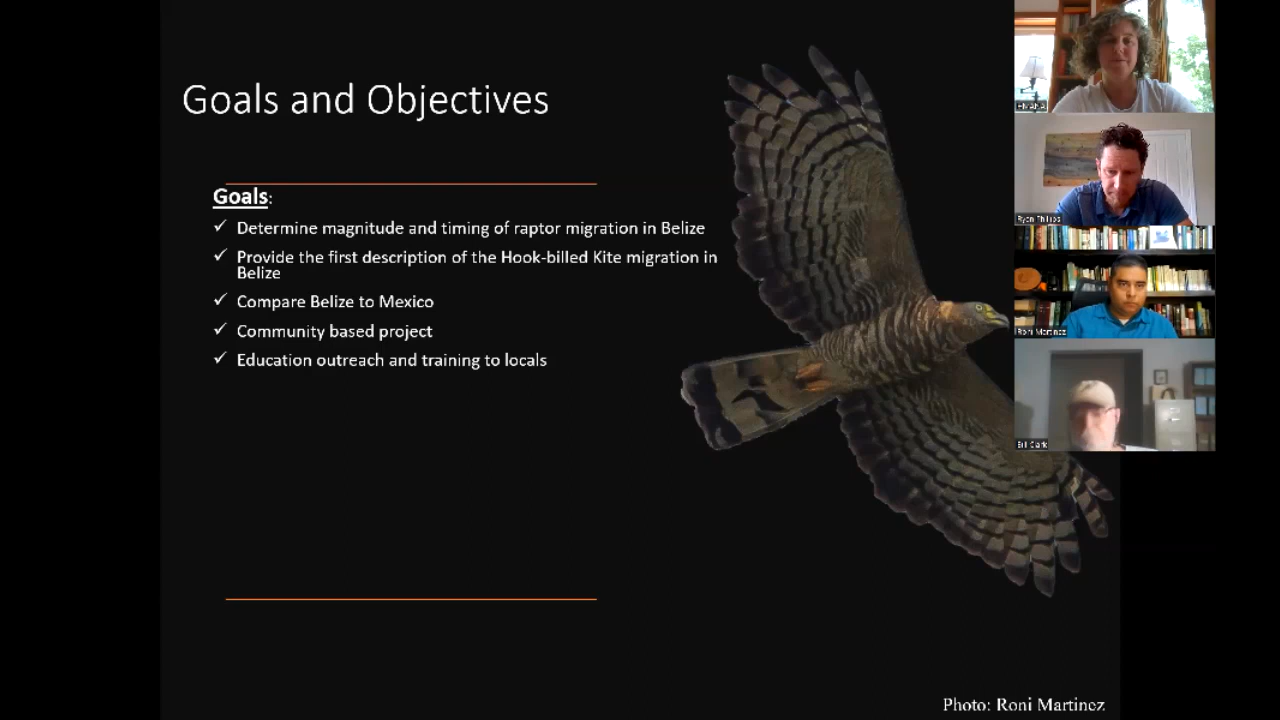 Goals and Objectives
Goals:
✓ Determine magnitude and timing of raptor migration in Belize
✓ Provide the first description of the Hook-billed Kite migration in
Belize
✓ Compare Belize to Mexico
✓ Community based project
✓ Education outreach and training to locals
HMANA
Ryan Phillips
Roni Martinez
Bill Clark
Photo: Roni Martinez